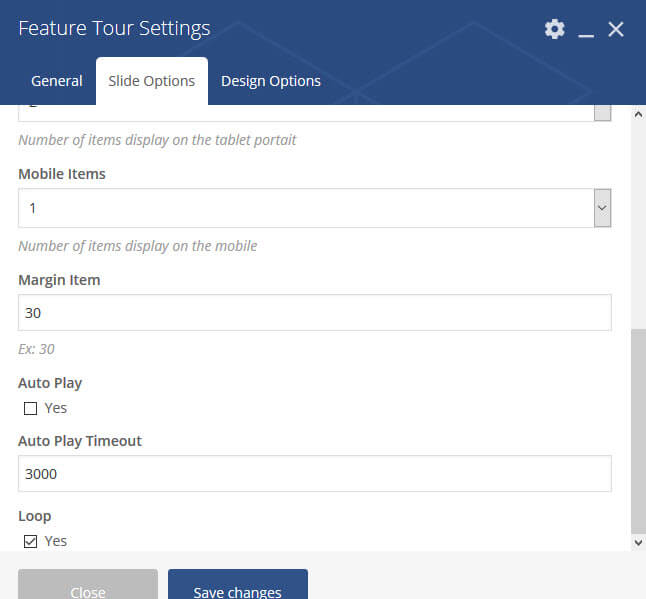 Feature Tour Settings
General Slide Options Design Options
Number of items display on the tablet portait
Mobile Items
1
Number of items display on the mobile
Margin Item
30
Ex: 30
Auto Play
Yes
Auto Play Timeout
3000
Loop
Yes
Close Save changes